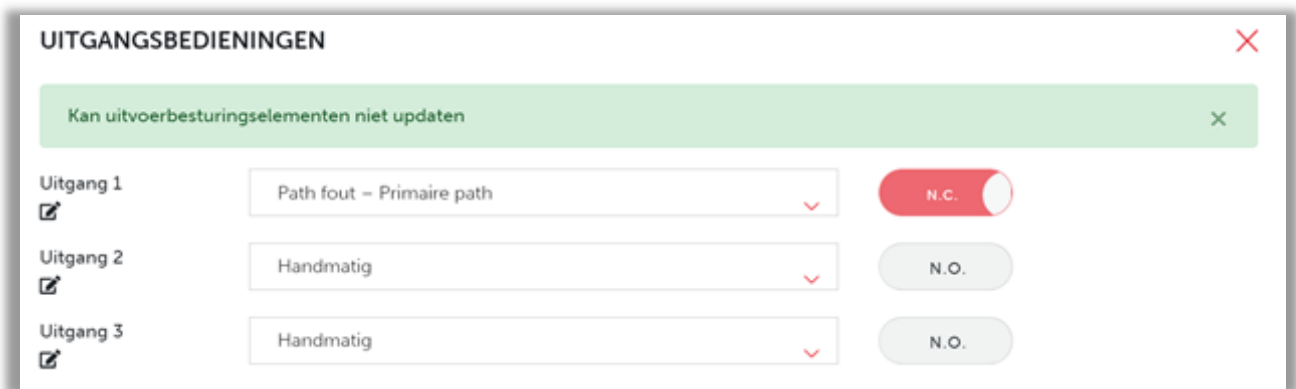 UITGANGSBEDIENINGEN
Kan uitvoerbesturingselementen niet updaten
Uitgang 1
Path fout – Primaire path
N.C.
Uitgang 2
Handmatig
N.O.
Uitgang 3
Handmatig
N.O.